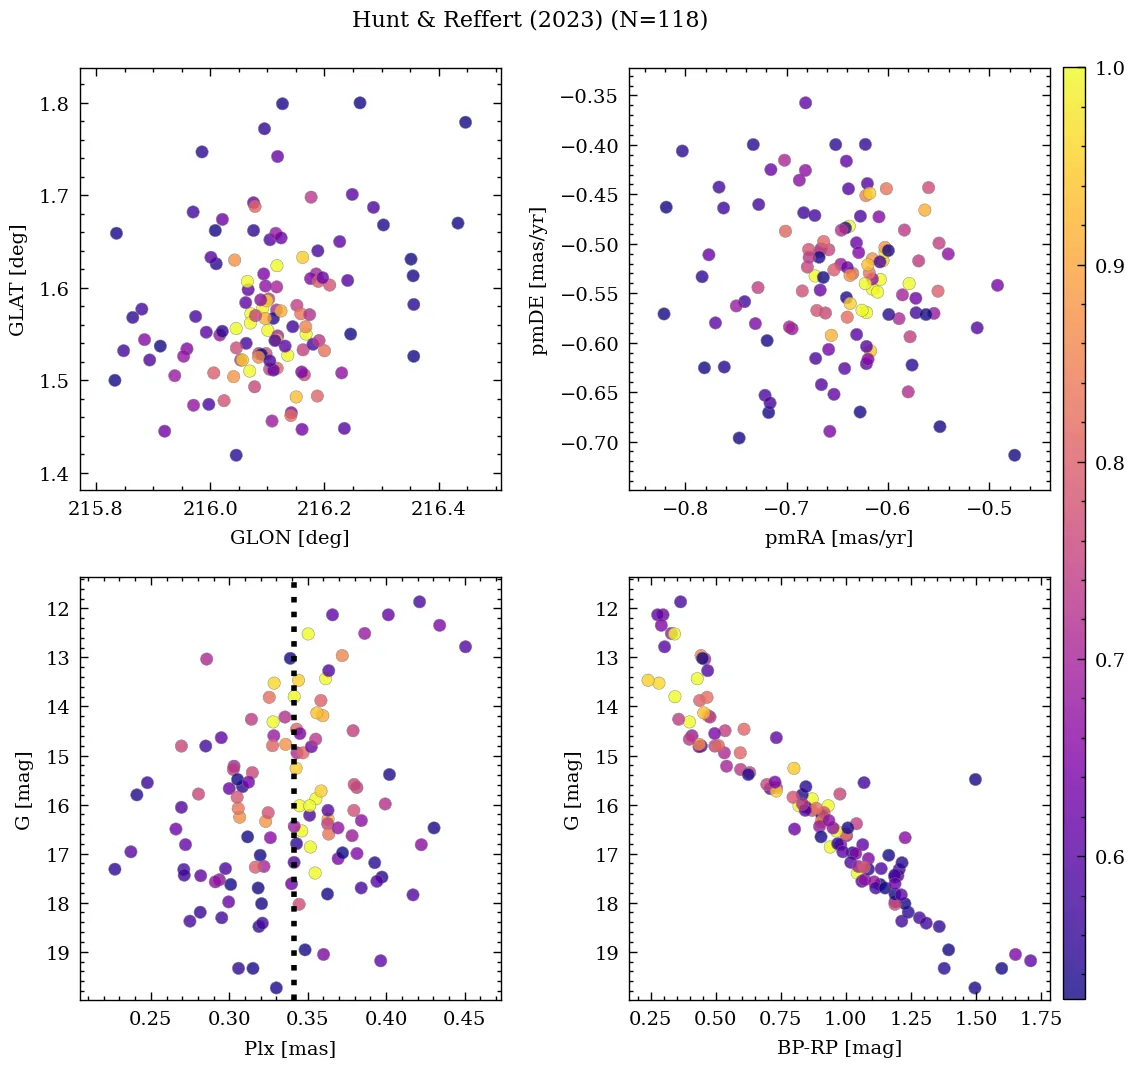 Hunt & Reffert (2023) (N=118)
1.8
1.7
1.6
1.5
1.4
GLAT [deg]
215.8 216.0 216.2 216.4
GLON [deg]
−0.35
−0.40
−0.45
−0.50
−0.55
−0.60
−0.65
−0.70
pmDE [mas/yr]
−0.8 −0.7 −0.6 −0.5
pmRA [mas/yr]
1.0
0.9
0.8
0.7
0.6
12
13
14
15
16
17
18
19
G [mag]
0.25 0.30 0.35 0.40 0.45
Plx [mas]
12
13
14
15
16
17
18
19
G [mag]
0.25 0.50 0.75 1.00 1.25 1.50 1.75
BP-RP [mag]